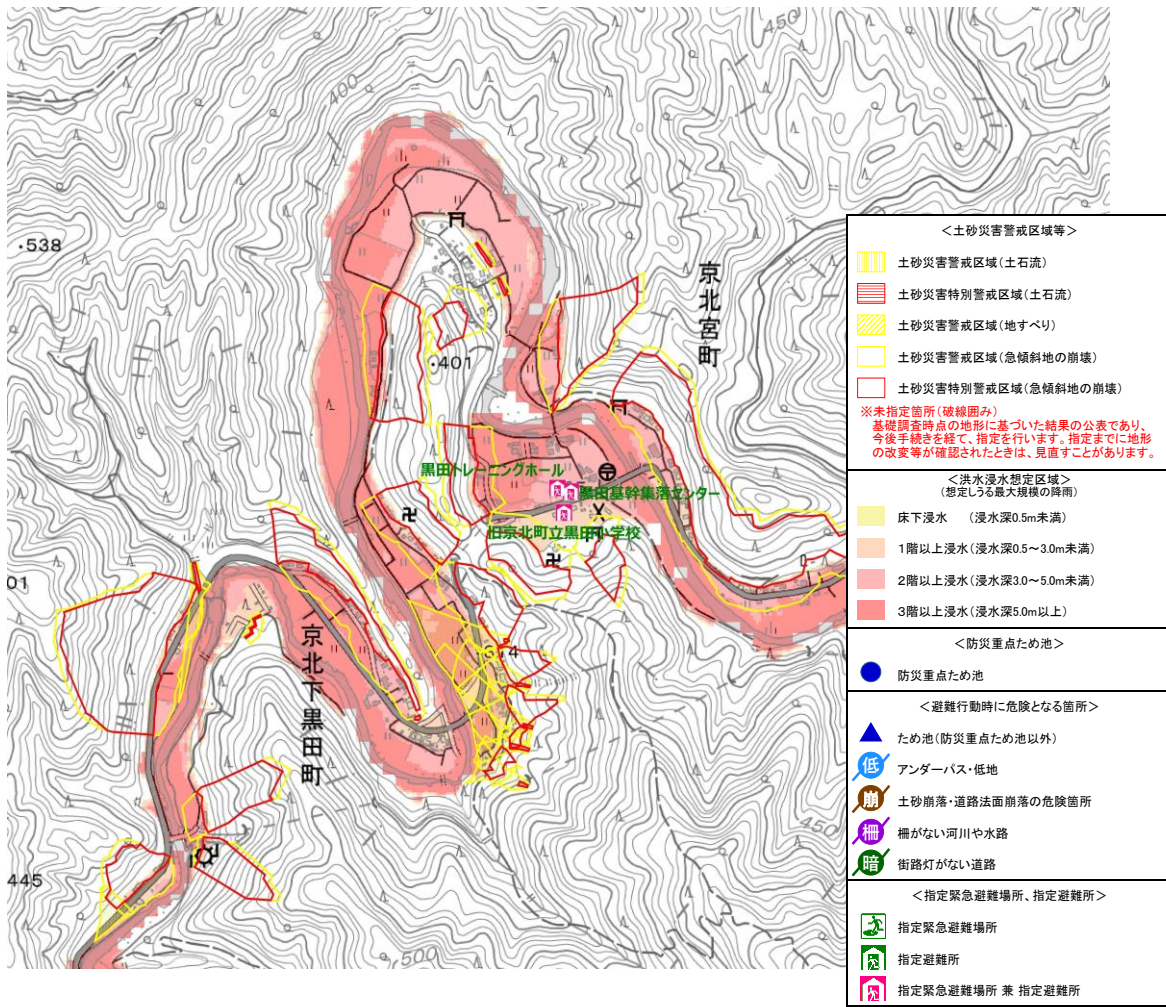 450
400
・538
京北宮町
・401
黒田トレーニングホール
黒田基幹集落センター
旧京北町立黒田小学校
01
314
京北下黒田町
450
445
500
＜土砂災害警戒区域等＞
土砂災害警戒区域(土石流)
土砂災害特別警戒区域(土石流)
土砂災害警戒区域(地すべり)
土砂災害警戒区域(急傾斜地の崩壊)
土砂災害特別警戒区域(急傾斜地の崩壊)
※未指定箇所(破線囲み)
基礎調査時点の地形に基づいた結果の公表であり、
今後手続きを経て、指定を行います。指定までに地形
の改変等が確認されたときは、見直すことがあります。
＜洪水浸水想定区域＞
(想定しうる最大規模の降雨)
床下浸水　(浸水深0.5m未満)
1階以上浸水(浸水深0.5～3.0m未満)
2階以上浸水(浸水深3.0～5.0m未満)
3階以上浸水(浸水深5.0m以上)
＜防災重点ため池＞
防災重点ため池
＜避難行動時に危険となる箇所＞
ため池(防災重点ため池以外)
低 アンダーパス・低地
崩 土砂崩落・道路法面崩落の危険箇所
柵 柵がない河川や水路
暗 街路灯がない道路
＜指定緊急避難場所、指定避難所＞
指定緊急避難場所
指定避難所
指定緊急避難場所 兼 指定避難所